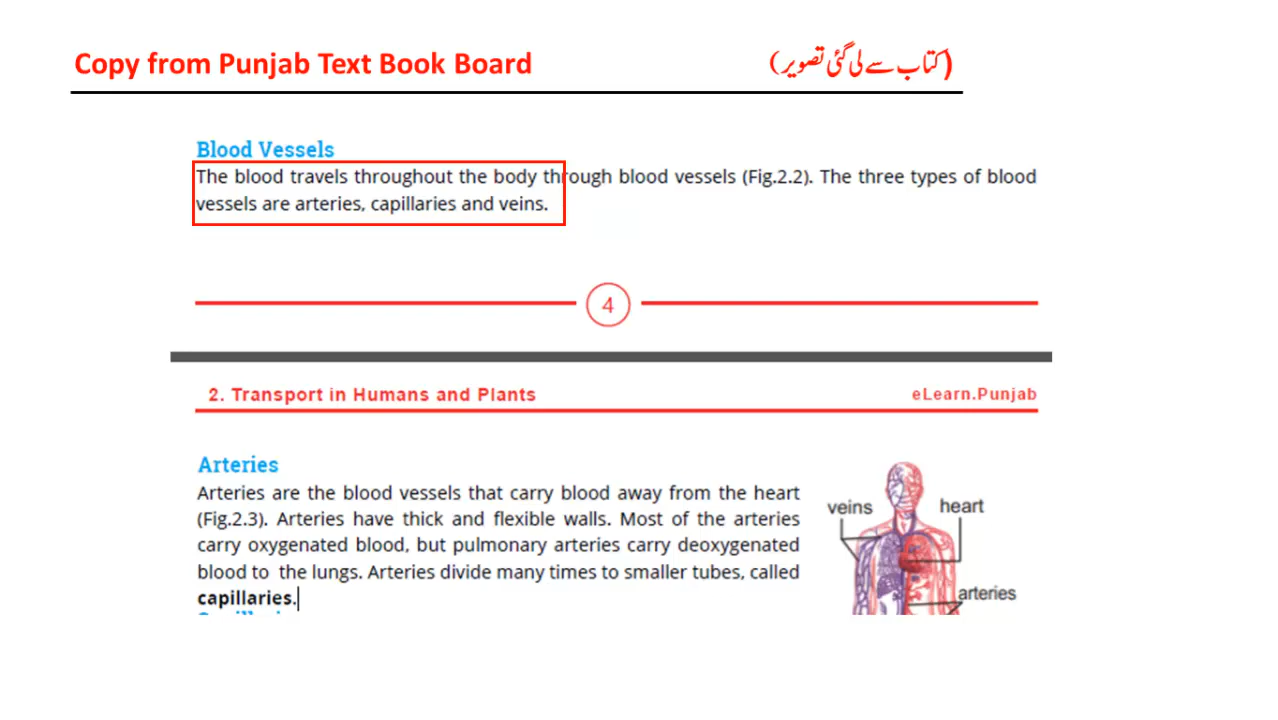 Copy from Punjab Text Book Board
(کتاب سے لی گئی تصویر)
Blood Vessels
The blood travels throughout the body through blood vessels (Fig.2.2). The three types of blood
vessels are arteries, capillaries and veins.
4
2. Transport in Humans and Plants
eLearn.Punjab
Arteries
Arteries are the blood vessels that carry blood away from the heart
(Fig.2.3). Arteries have thick and flexible walls. Most of the arteries
carry oxygenated blood, but pulmonary arteries carry deoxygenated
blood to the lungs. Arteries divide many times to smaller tubes, called
capillaries.
veins
heart
arteries